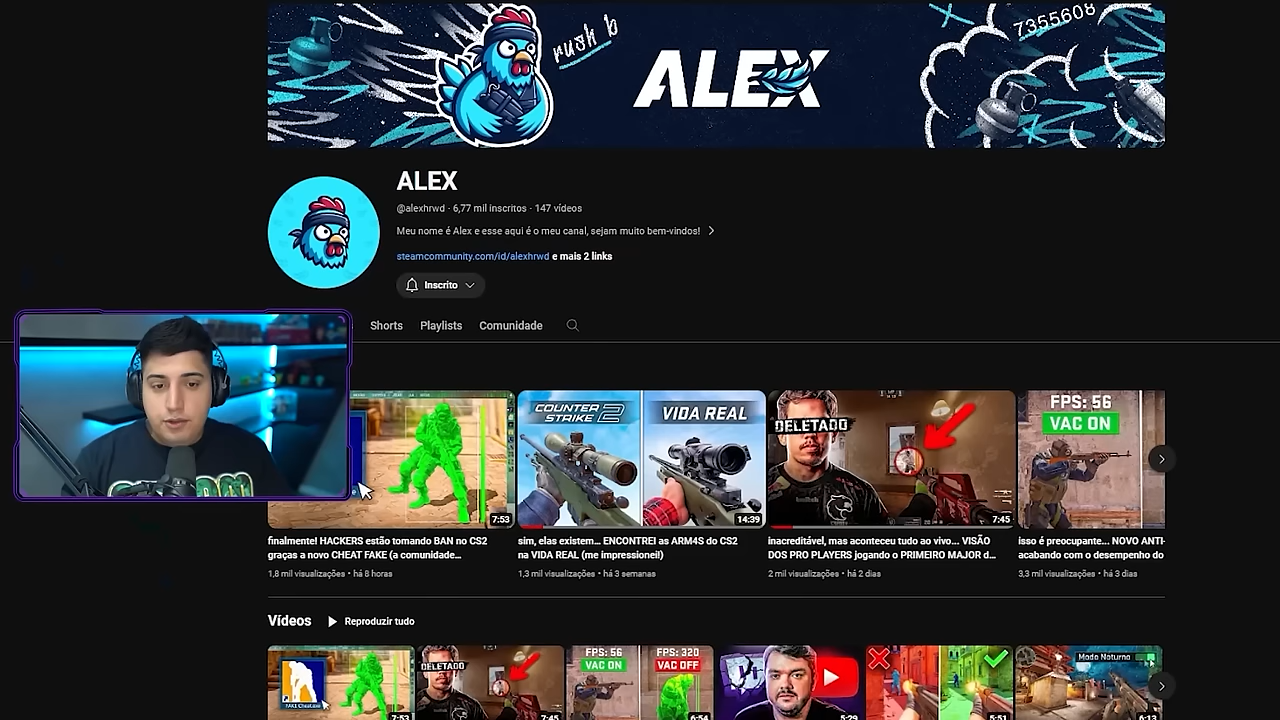 rush b
ALEX
7355608
ALEX
@alexhrwd · 6,77 mil inscritos · 147 vídeos
Meu nome é Alex e esse aqui é o meu canal, sejam muito bem-vindos!
steamcommunity.com/id/alexhrwd e mais 2 links
Inscrito
Shorts Playlists Comunidade
COUNTER STRIKE 2
VIDA REAL
DELETADO
FPS: 56
VAC ON
7:53
14:39
7:45
finalmente! HACKERS estão tomando BAN no CS2
graças a novo CHEAT FAKE (a comunidade...
1,8 mil visualizações • há 8 horas
sim, elas existem... ENCONTREI as ARM4S do CS2
na VIDA REAL (me impressionei!)
1,3 mil visualizações • há 3 semanas
inacreditável, mas aconteceu tudo ao vivo... VISÃO
DOS PRO PLAYERS jogando o PRIMEIRO MAJOR d...
2 mil visualizações • há 2 dias
isso é preocupante... NOVO ANTI-
acabando com o desempenho do
3,3 mil visualizações • há 3 dias
Vídeos Reproduzir tudo
DELETADO
FPS: 56
VAC ON
FPS: 320
VAC OFF
Modo Noturno
7:53
7:45
6:54
5:29
5:51
6:13